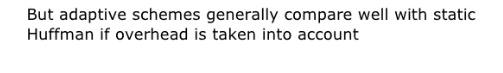 But adaptive schemes generally compare well with static
Huffman if overhead is taken into account